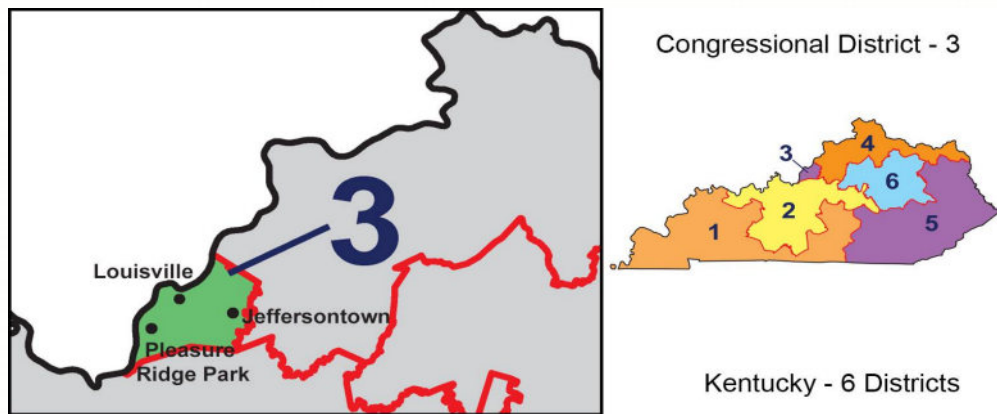 3
Louisville
Jeffersontown
Pleasure
Ridge Park
Congressional District - 3
4
3
6
2
1
5
Kentucky - 6 Districts